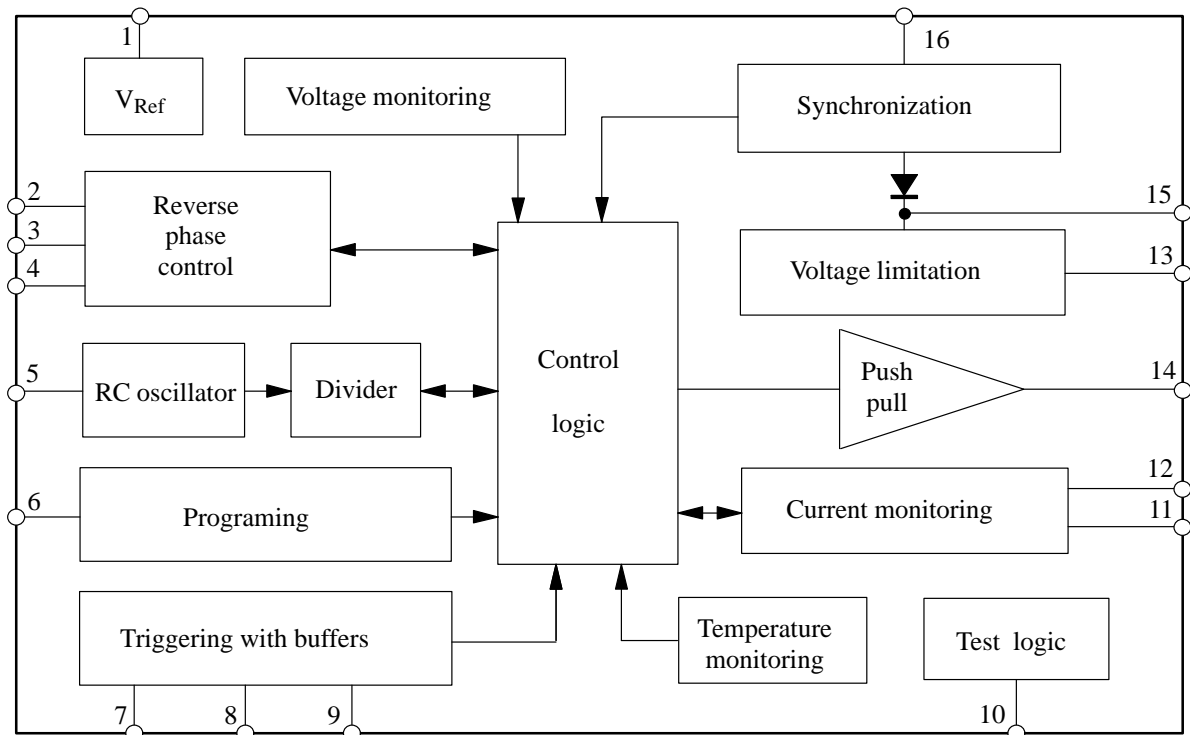 1
16
V_Ref
Voltage monitoring
Synchronization
2
3
4
Reverse
phase
control
15
Voltage limitation
13
5
RC oscillator
Divider
Control
logic
Push
pull
14
6
Programing
Current monitoring
12
11
Triggering with buffers
Temperature
monitoring
Test logic
7
8
9
10